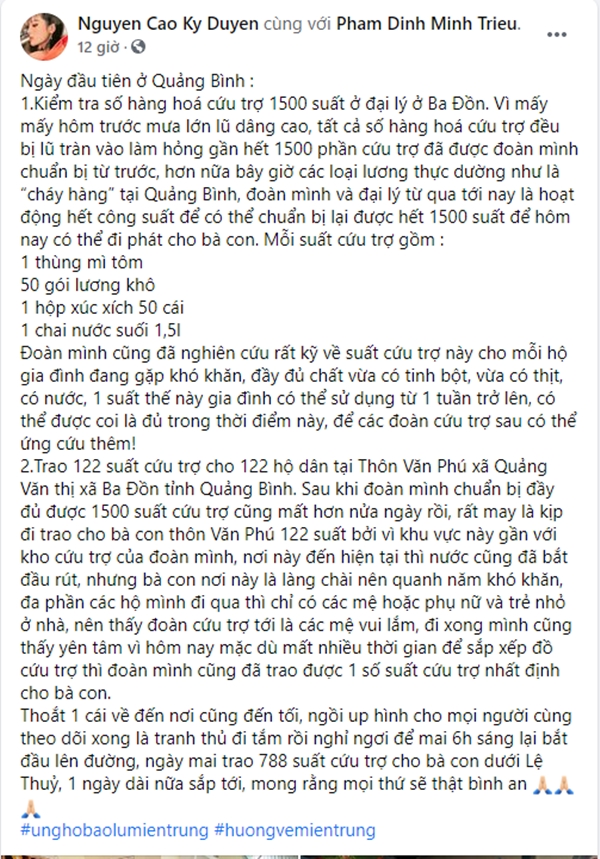 Nguyen Cao Ky Duyen cùng với Pham Dinh Minh Trieu.
12 giờ ·
Ngày đầu tiên ở Quảng Bình :
1.Kiểm tra số hàng hoá cứu trợ 1500 suất ở đại lý ở Ba Đồn. Vì mấy
mấy hôm trước mưa lớn lũ dâng cao, tất cả số hàng hoá cứu trợ đều
bị lũ tràn vào làm hỏng gần hết 1500 phần cứu trợ đã được đoàn mình
chuẩn bị từ trước, hơn nữa bây giờ các loại lương thực dường như là
“cháy hàng” tại Quảng Bình, đoàn mình và đại lý từ qua tới nay là hoạt
động hết công suất để có thể chuẩn bị lại được hết 1500 suất để hôm
nay có thể đi phát cho bà con. Mỗi suất cứu trợ gồm :
1 thùng mì tôm
50 gói lương khô
1 hộp xúc xích 50 cái
1 chai nước suối 1,5l
Đoàn mình cũng đã nghiên cứu rất kỹ về suất cứu trợ này cho mỗi hộ
gia đình đang gặp khó khăn, đầy đủ chất vừa có tinh bột, vừa có thịt,
có nước, 1 suất thế này gia đình có thể sử dụng từ 1 tuần trở lên, có
thể được coi là đủ trong thời điểm này, để các đoàn cứu trợ sau có thể
ứng cứu thêm!
2.Trao 122 suất cứu trợ cho 122 hộ dân tại Thôn Văn Phú xã Quảng
Văn thị xã Ba Đồn tỉnh Quảng Bình. Sau khi đoàn mình chuẩn bị đầy
đủ được 1500 suất cứu trợ cũng mất hơn nửa ngày rồi, rất may là kịp
đi trao cho bà con thôn Văn Phú 122 suất bởi vì khu vực này gần với
kho cứu trợ của đoàn mình, nơi này đến hiện tại thì nước cũng đã bắt
đầu rút, nhưng bà con nơi này là làng chài nên quanh năm khó khăn,
đa phần các hộ mình đi qua thì chỉ có các mệ hoặc phụ nữ và trẻ nhỏ
ở nhà, nên thấy đoàn cứu trợ tới là các mệ vui lắm, đi xong mình cũng
thấy yên tâm vì hôm nay mặc dù mất nhiều thời gian để sắp xếp đồ
cứu trợ thì đoàn mình cũng đã trao được 1 số suất cứu trợ nhất định
cho bà con.
Thoắt 1 cái về đến nơi cũng đến tối, ngồi up hình cho mọi người cùng
theo dõi xong là tranh thủ đi tắm rồi nghỉ ngơi để mai 6h sáng lại bắt
đầu lên đường, ngày mai trao 788 suất cứu trợ cho bà con dưới Lệ
Thuỷ, 1 ngày dài nữa sắp tới, mong rằng mọi thứ sẽ thật bình an 🙏🏻🙏🏻
🙏🏻
#unghobaolumientrung #huongvemientrung